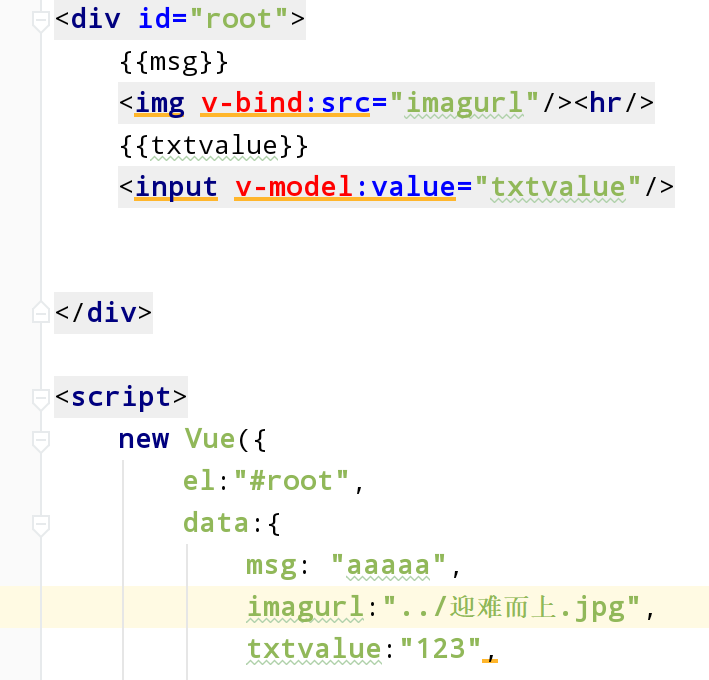 <div id="root">
{{msg}}
<img v-bind:src="imagurl"/><hr/>
{{txtvalue}}
<input v-model:value="txtvalue"/>
</div>
<script>
new Vue({
el:"#root",
data:{
msg: "aaaaa",
imagurl:"../迎难而上.jpg",
txtvalue:"123",